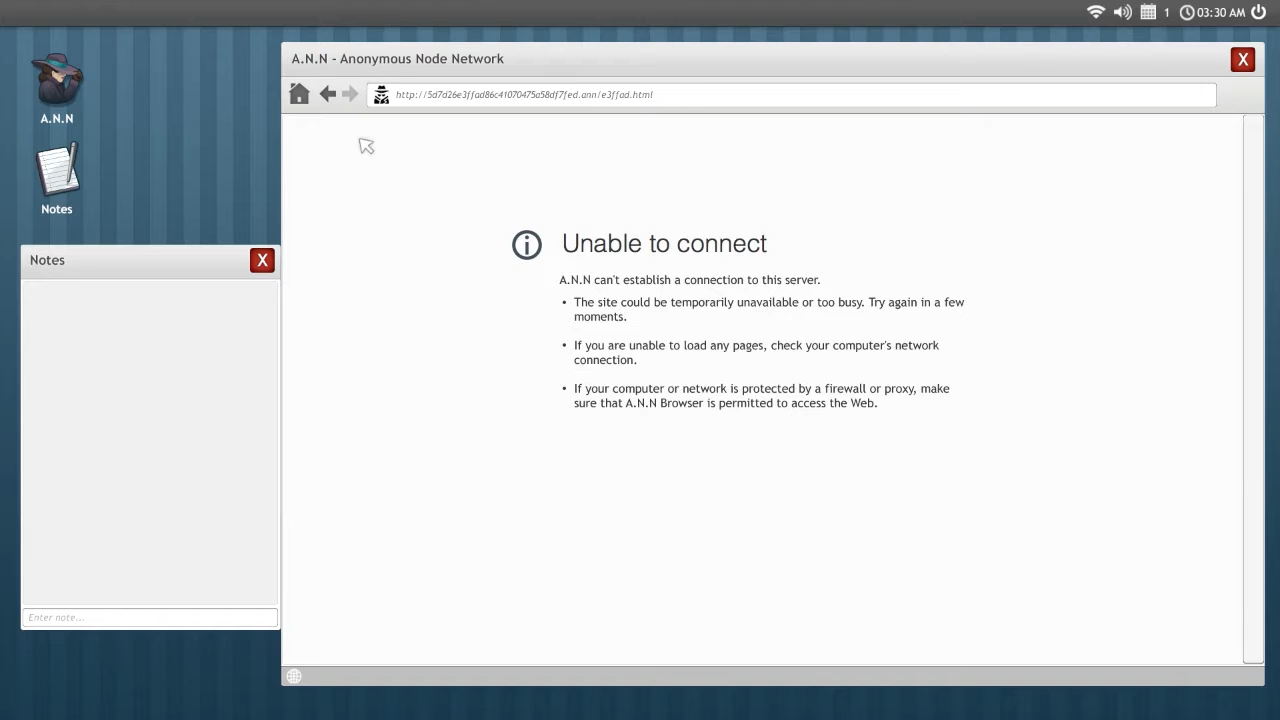 1 03:30 AM
A.N.N
Notes
A.N.N - Anonymous Node Network
X
http://5d7d26e3ffad86c41070475a58df7fed.ann/e3ffad.html
Unable to connect
A.N.N can't establish a connection to this server.
• The site could be temporarily unavailable or too busy. Try again in a few
moments.
• If you are unable to load any pages, check your computer's network
connection.
• If your computer or network is protected by a firewall or proxy, make
sure that A.N.N Browser is permitted to access the Web.
Notes
X
Enter note...